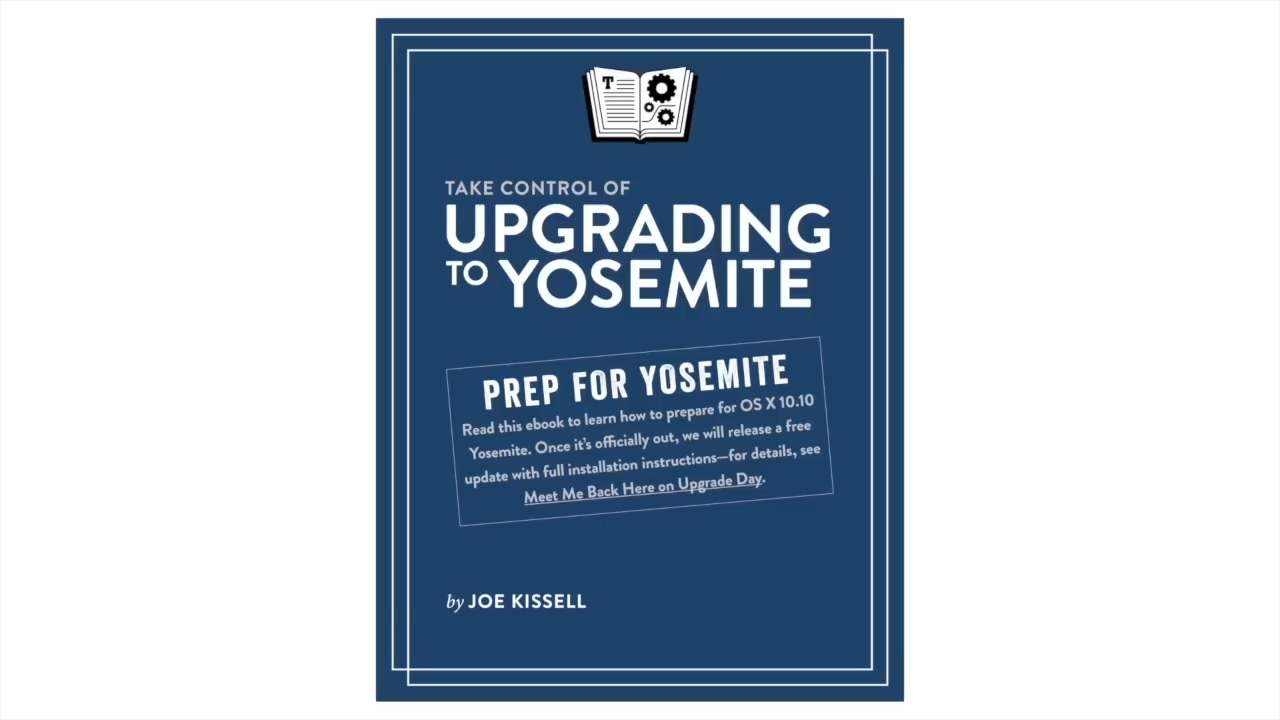 T
TAKE CONTROL OF
UPGRADING
TO YOSEMITE
PREP FOR YOSEMITE
Read this ebook to learn how to prepare for OS X 10.10
Yosemite. Once it's officially out, we will release a free
update with full installation instructions—for details, see
Meet Me Back Here on Upgrade Day.
by JOE KISSELL